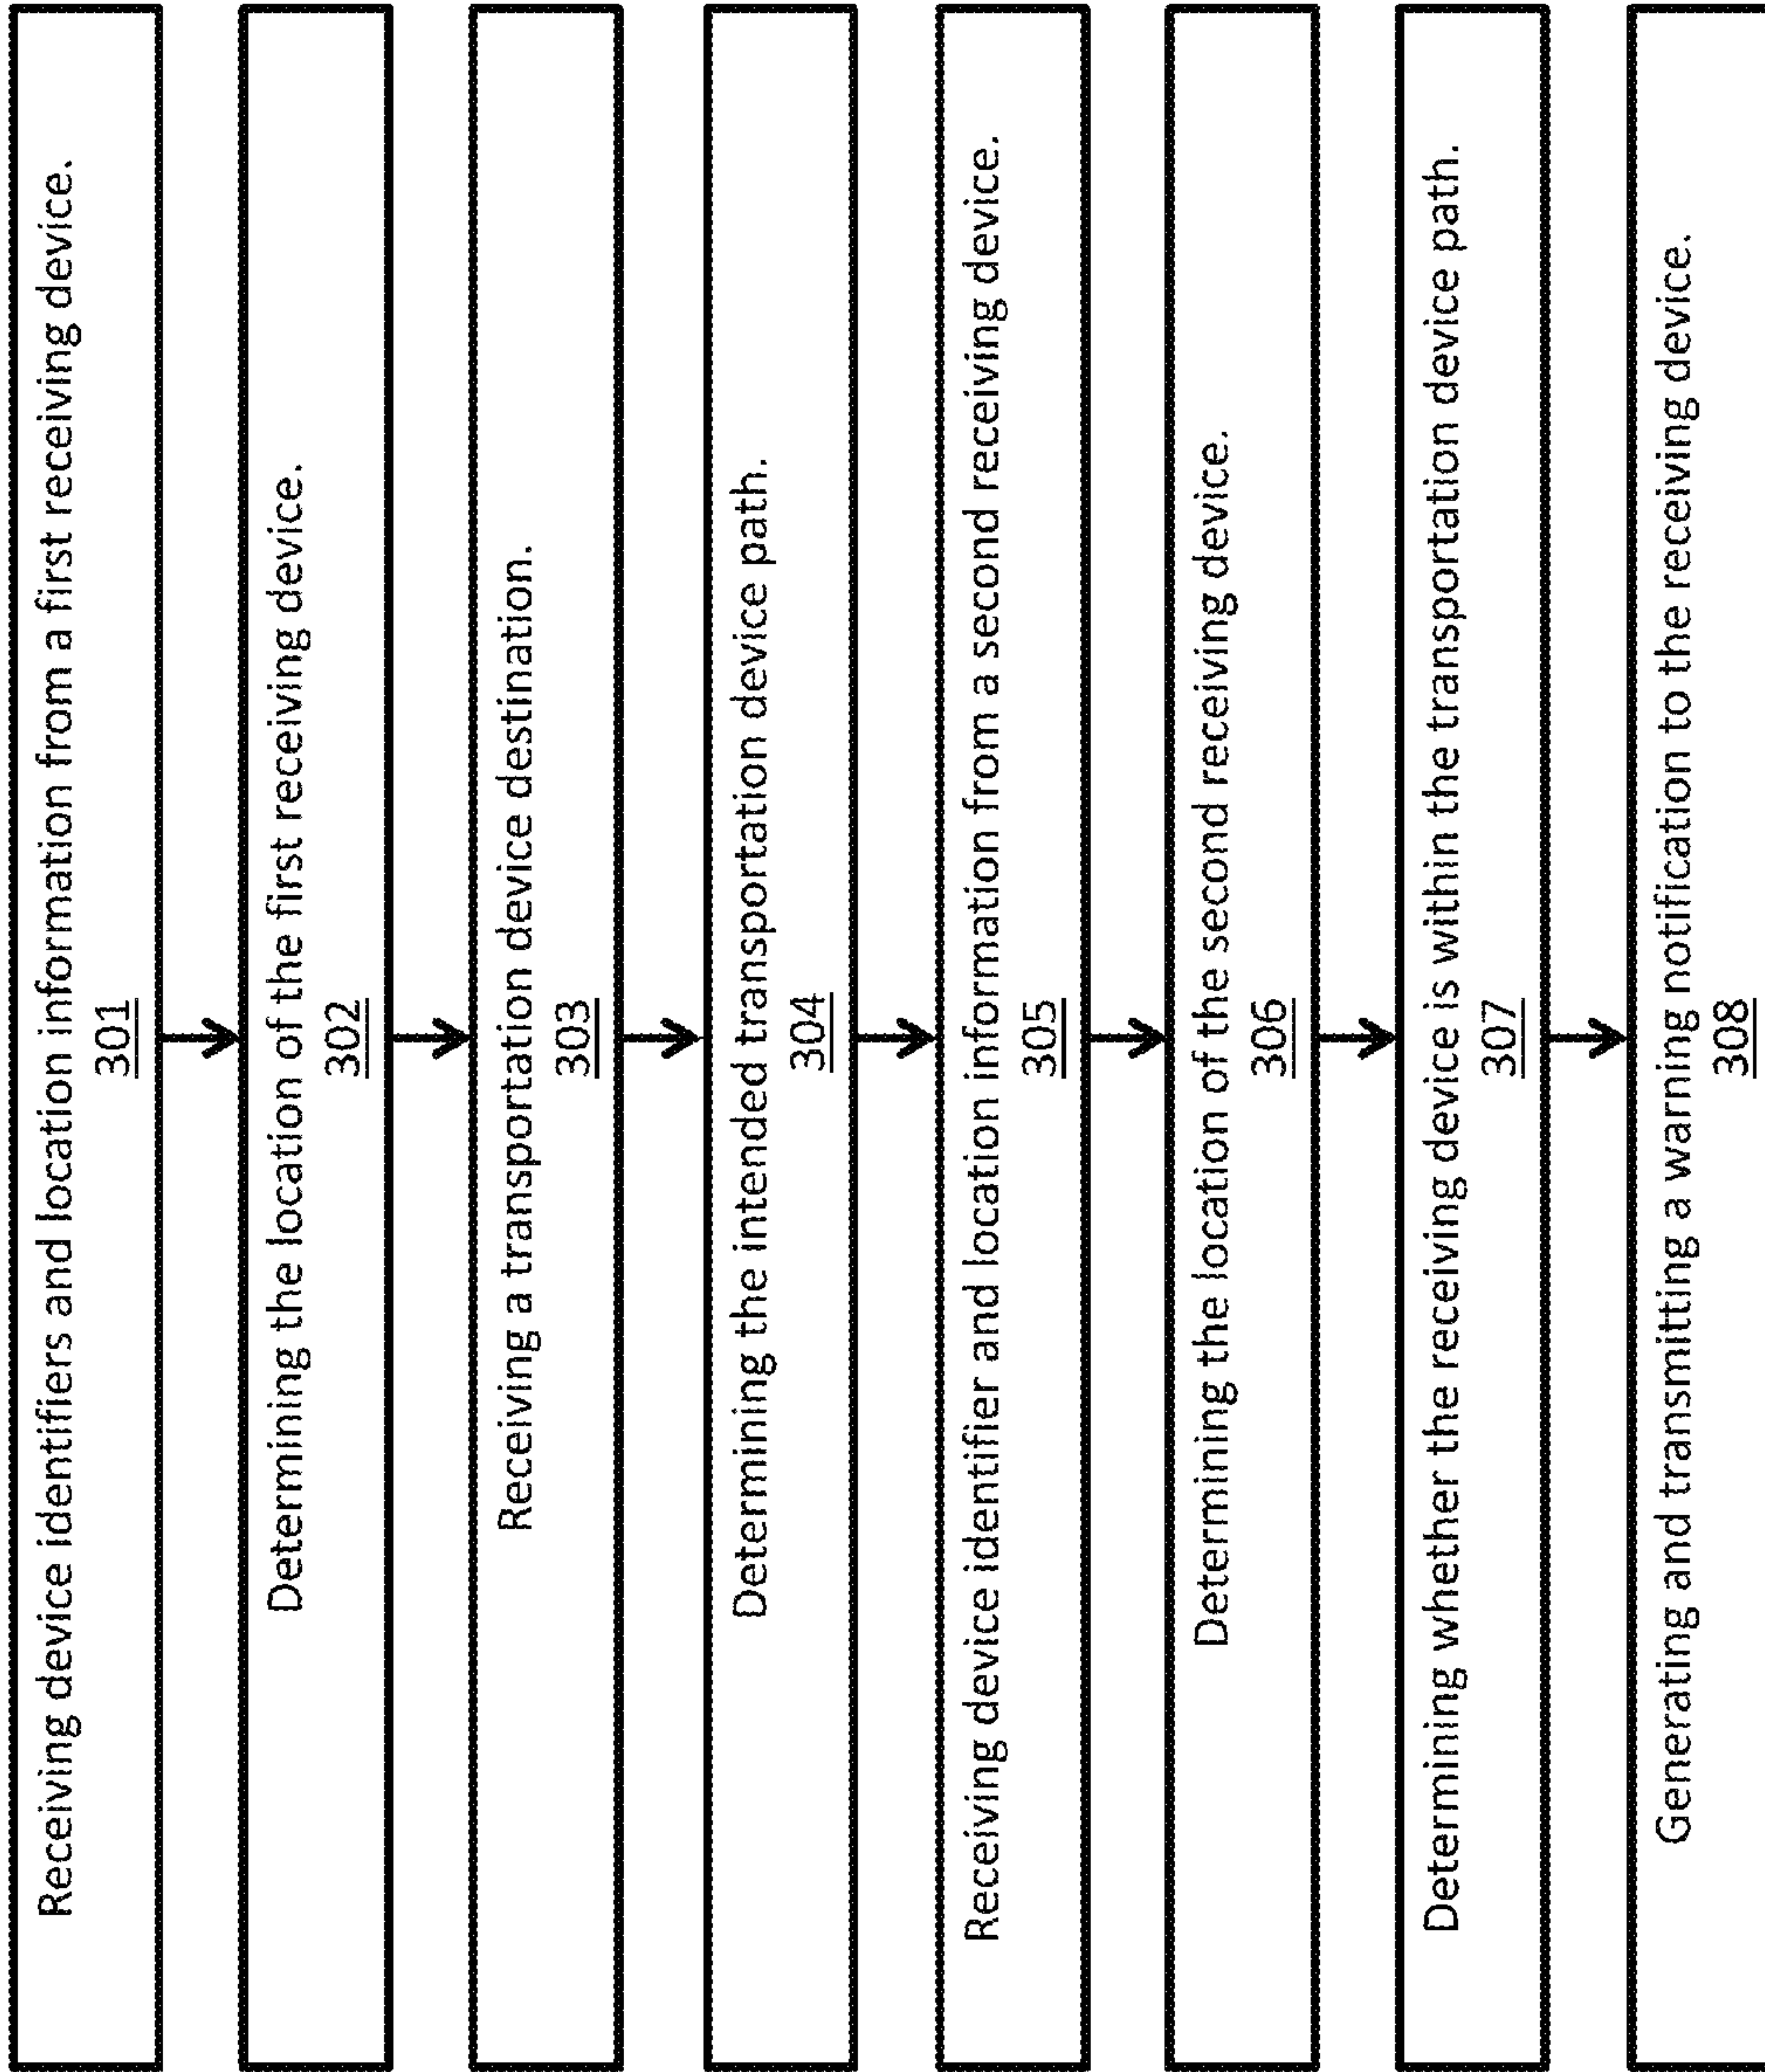 Receiving device identifiers and location information from a first receiving device.
301
Determining the location of the first receiving device.
302
Receiving a transportation device destination.
303
Determining the intended transportation device path.
304
Receiving device identifier and location information from a second receiving device.
305
Determining the location of the second receiving device.
306
Determining whether the receiving device is within the transportation device path.
307
Generating and transmitting a warning notification to the receiving device.
308